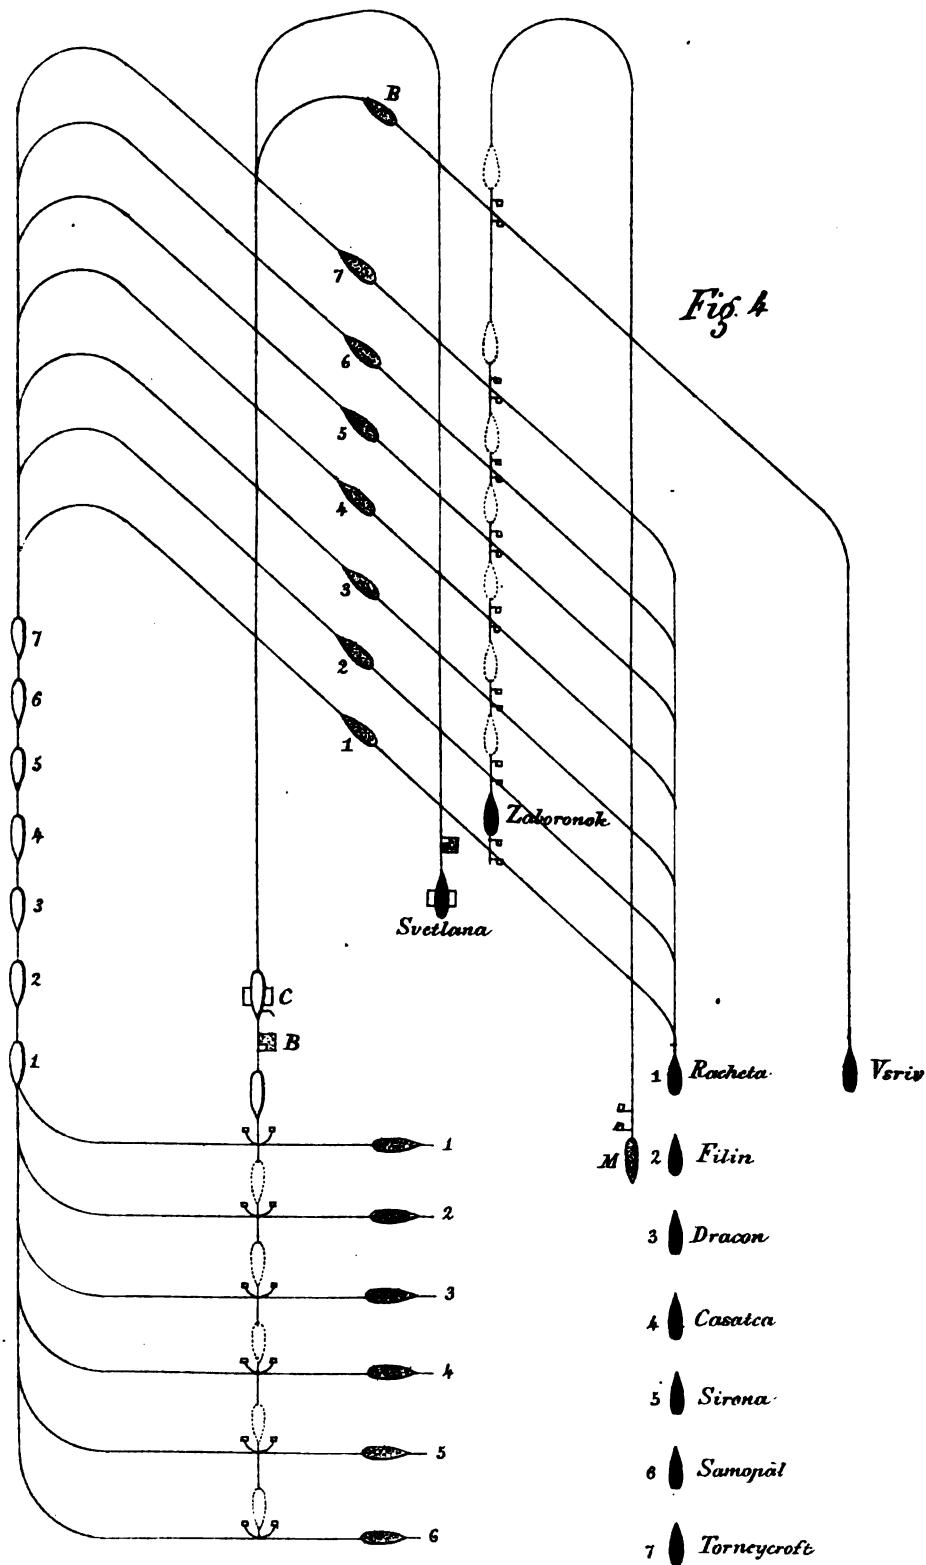 B
Fig. 4
7
6
5
4
3
2
1
7
6
5
4
3
2
1
Zaboronok
Svetlana
C
B
1
2
3
4
5
6
M
1 Racheta
Vsriv
2 Filin
3 Dracon
4 Casatca
5 Sirona
6 Samopàl
7 Torneycroft